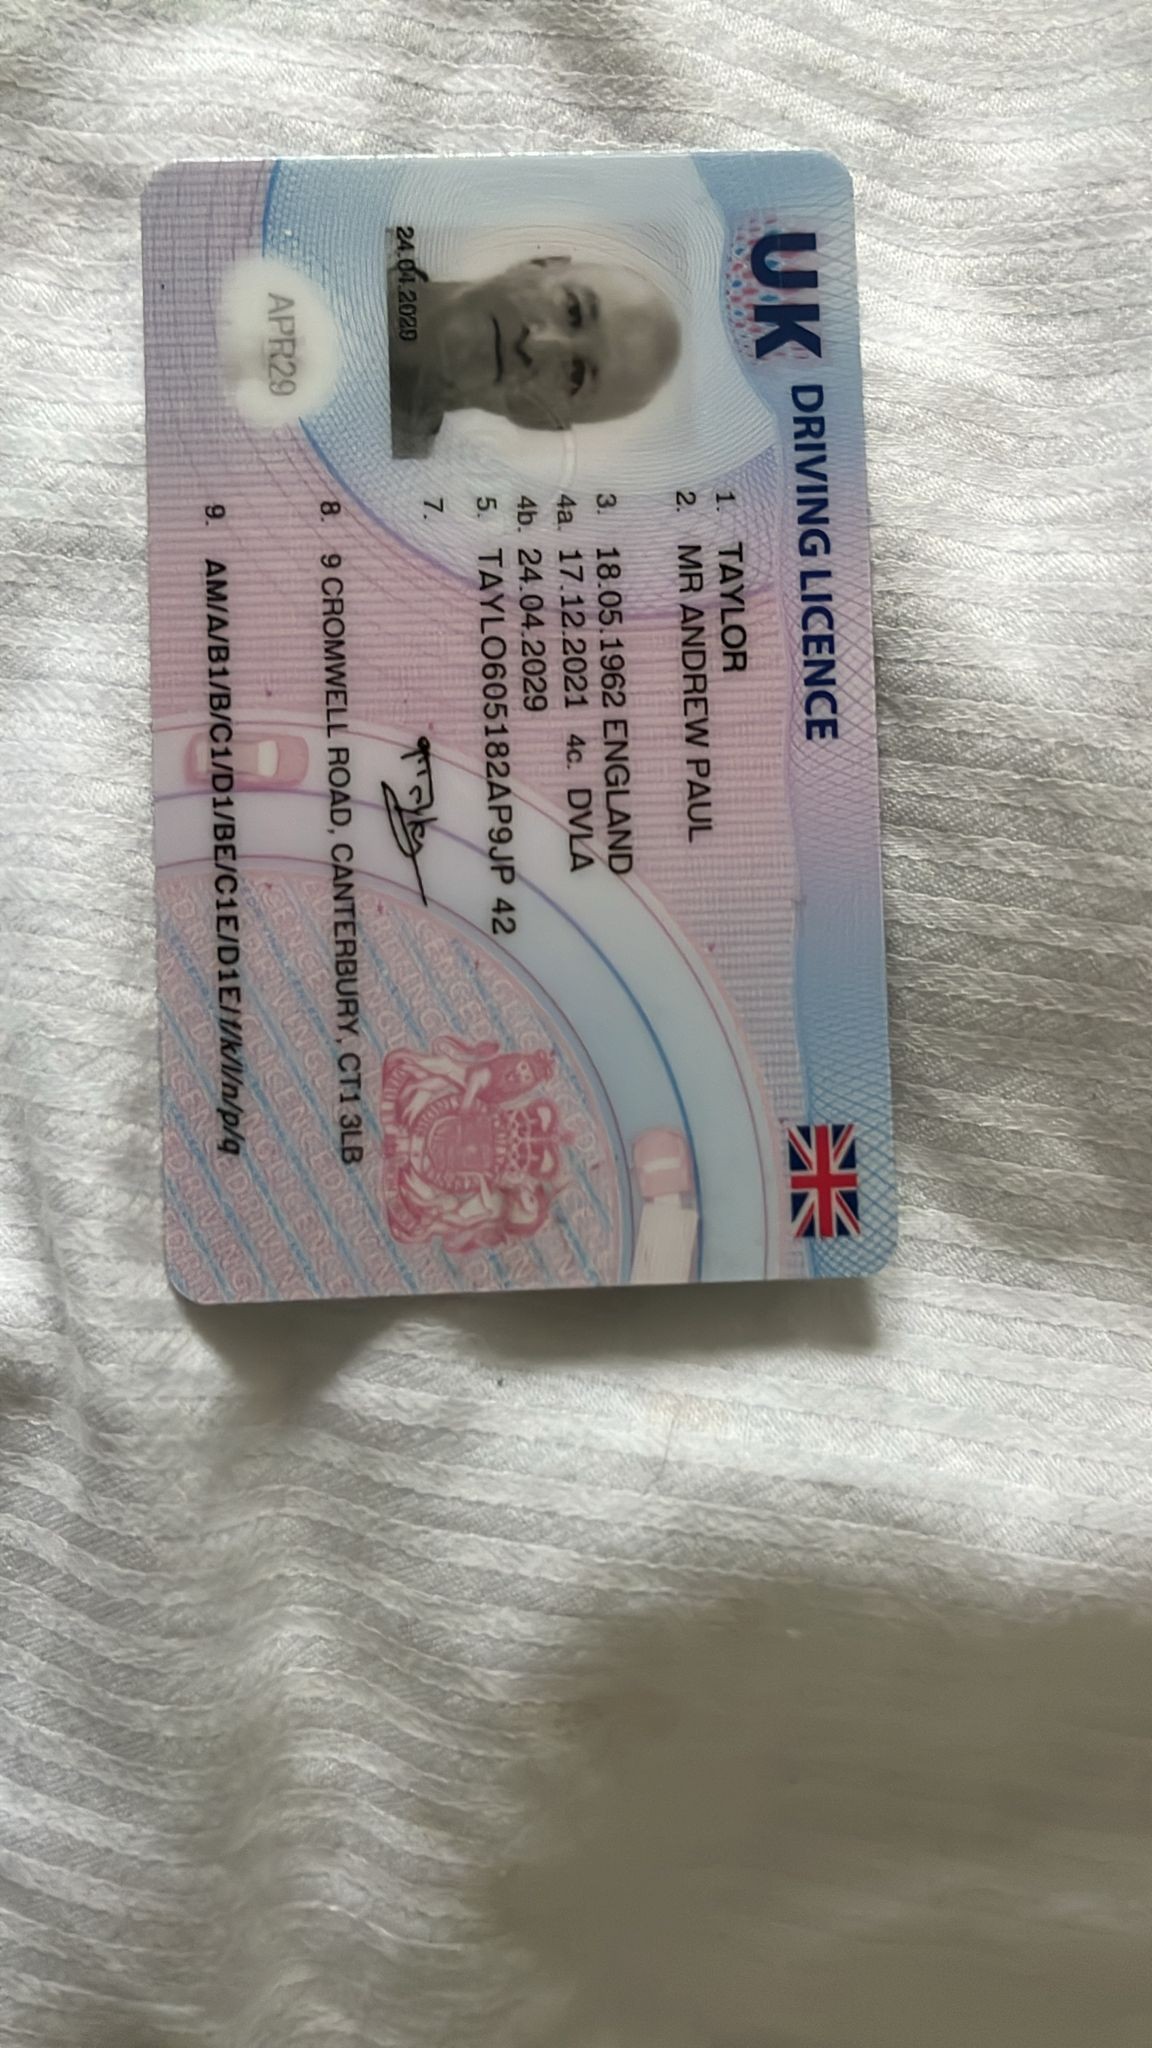 UK DRIVING LICENCE
1. TAYLOR
2. MR ANDREW PAUL
3. 18.05.1962 ENGLAND
4a. 17.12.2021 4c. DVLA
4b. 24.04.2029
5. TAYLO605182AP9JP 42
7.
8. 9 CROMWELL ROAD, CANTERBURY, CT1 3LB
9. AM/A/B1/B/C1/D1/BE/C1E/D1E/f/k/l/n/p/q
24.04.2029
APR29